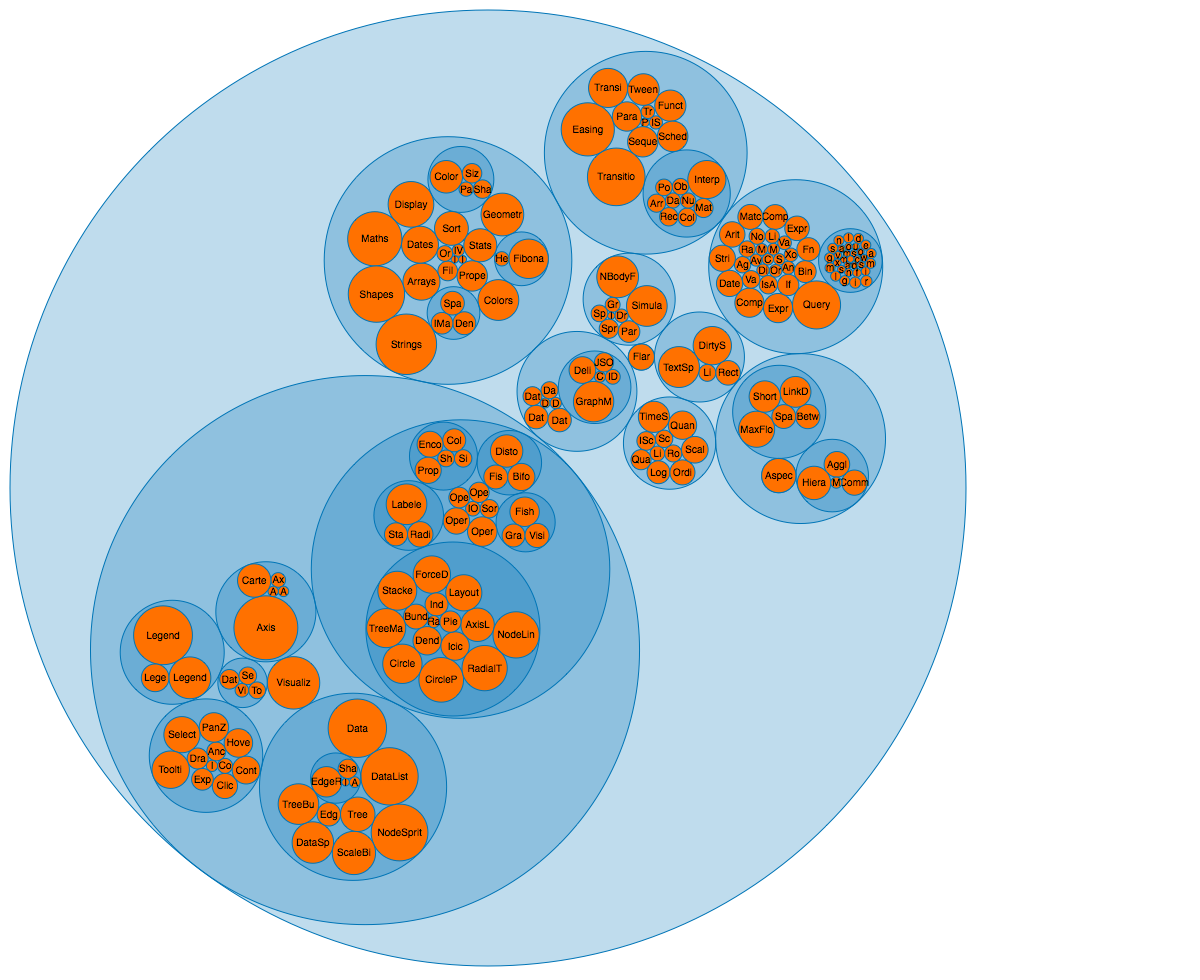 Transi
Tween
Funct
Para
Tr
P
IS
Easing
Seque
Sched
Transitio
Interp
Po
Ob
Arr
Da
Nu
Mat
Rec
Col
Color
Siz
Pa
Sha
Display
Geometr
Sort
Maths
Dates
Stats
Or
IV
He
Fibona
Fil
Prope
Arrays
Shapes
Colors
Spa
IMa
Den
Strings
Matc
Comp
Expr
Arit
No
Li
Va
Ra
M
M
Xo
Fn
Stri
Ag
Av
C
S
Di
Or
An
Bin
Date
Va
IsA
If
Comp
Expr
Query
NBodyF
Gr
Simula
Sp
I
Dr
Spr
Par
Flar
DirtyS
TextSp
Li
Rect
Deli
JSO
C
ID
GraphM
Da
Dat
D
D
Dat
Dat
TimeS
Quan
ISc
Sc
Scal
Qua
Li
Ro
Log
Ordi
Short
LinkD
Spa
Betw
MaxFlo
Aspec
Aggl
Hiera
M
Comm
Enco
Col
Sh
Si
Prop
Disto
Fis
Bifo
Labele
Sta
Radi
Ope
Ope
IO
Sor
Oper
Oper
Fish
Gra
Visi
ForceD
Stacke
Layout
Ind
Bund
Ra
Pie
AxisL
TreeMa
NodeLin
Dend
Icic
Circle
RadialT
CircleP
Carte
Ax
A
A
Axis
Legend
Lege
Legend
Dat
Se
Vi
To
Visualiz
PanZ
Select
Hove
Anc
Dra
I
Co
Toolti
Cont
Exp
Clic
Data
Sha
EdgeR
I
A
DataList
TreeBu
Edg
Tree
NodeSprit
DataSp
ScaleBi